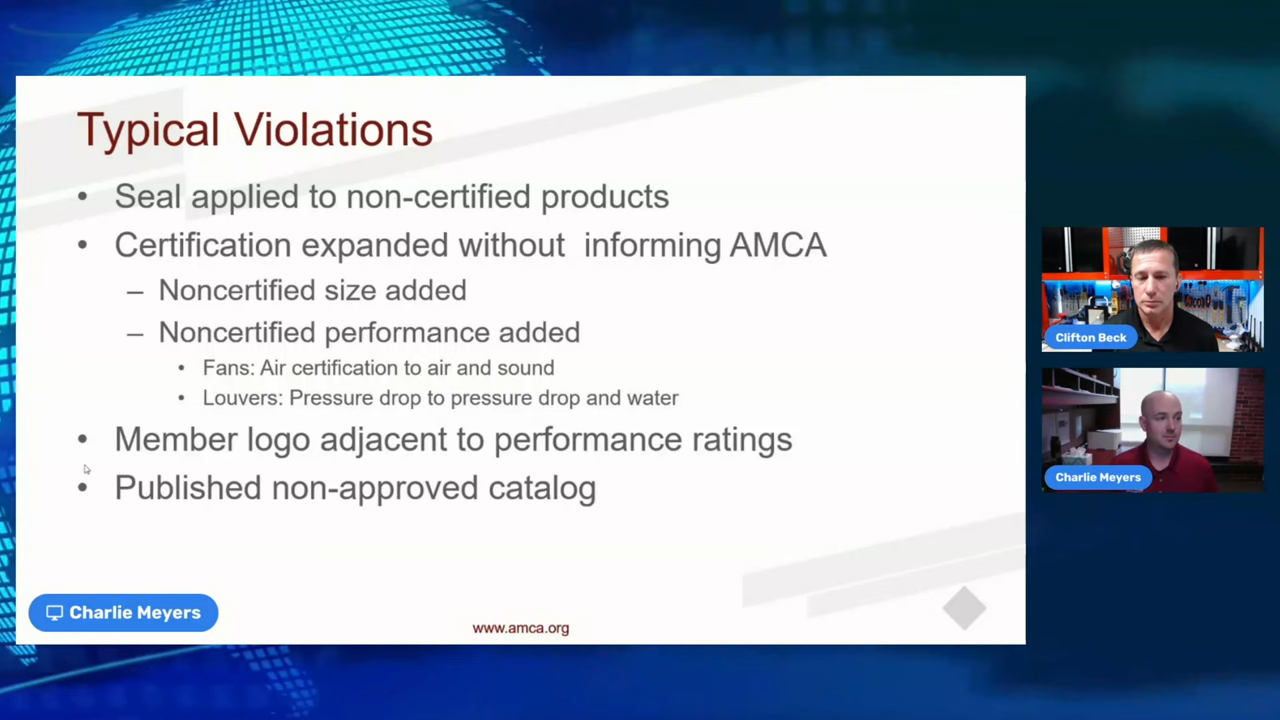 Typical Violations
• Seal applied to non-certified products
• Certification expanded without  informing AMCA
– Noncertified size added
– Noncertified performance added
• Fans: Air certification to air and sound
• Louvers: Pressure drop to pressure drop and water
• Member logo adjacent to performance ratings
• Published non-approved catalog
Charlie Meyers
www.amca.org
Clifton Beck
Charlie Meyers